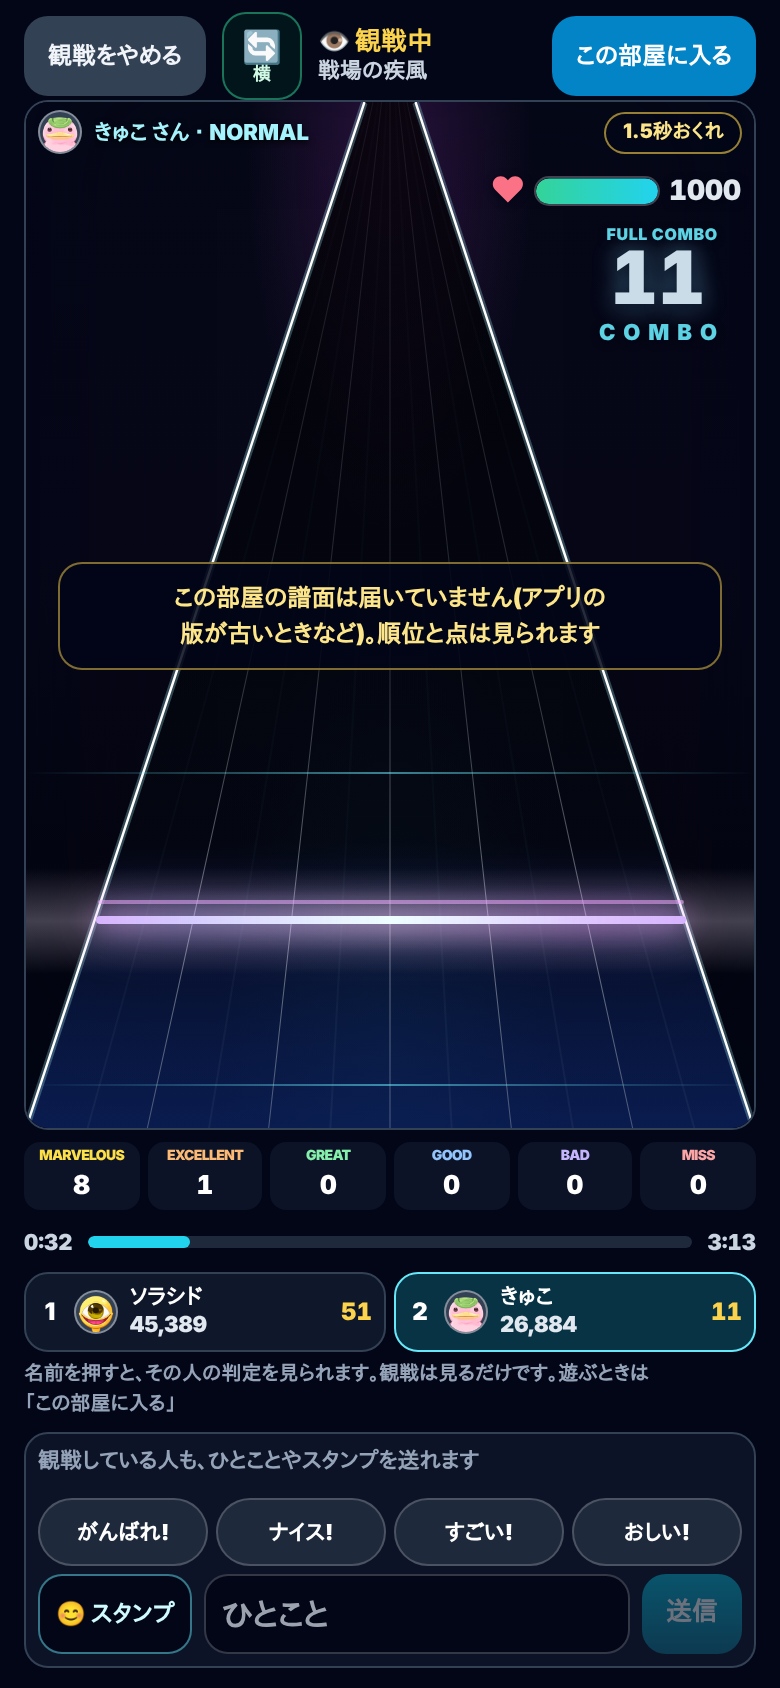 観戦をやめる
横
観戦中
戦場の疾風
この部屋に入る
きゅこ さん・NORMAL
1.5秒おくれ
1000
FULL COMBO
11
COMBO
この部屋の譜面は届いていません(アプリの
版が古いときなど)。順位と点は見られます
MARVELOUS
8
EXCELLENT
1
GREAT
0
GOOD
0
BAD
0
MISS
0
0:32
3:13
1
ソラシド
45,389
51
2
きゅこ
26,884
11
名前を押すと、その人の判定を見られます。観戦は見るだけです。遊ぶときは
「この部屋に入る」
観戦している人も、ひとことやスタンプを送れます
がんばれ!
ナイス!
すごい!
おしい!
スタンプ
ひとこと
送信